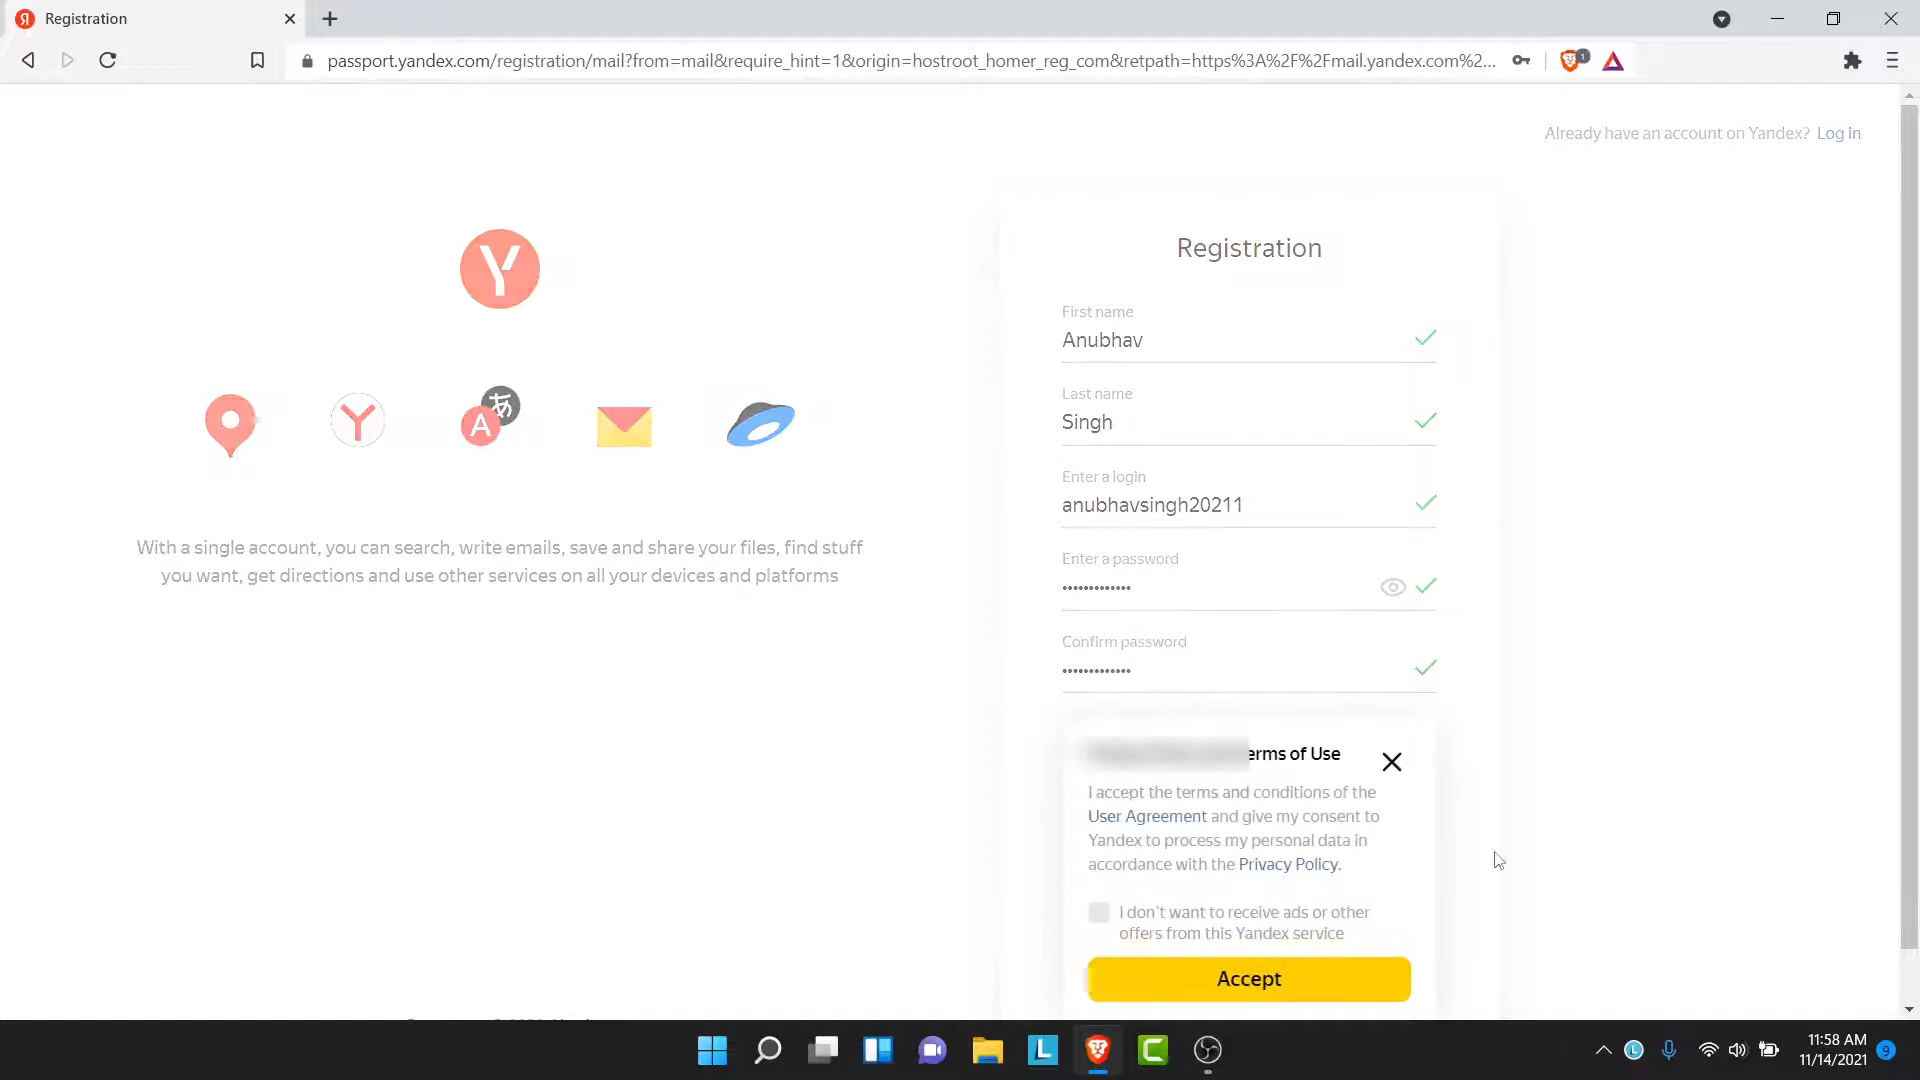 Registration
passport.yandex.com/registration/mail?from=mail&require_hint=1&origin=hostroot_homer_reg_com&retpath=https%3A%2F%2Fmail.yandex.com%2...
1
Already have an account on Yandex? Log in
Y
Y
A あ
With a single account, you can search, write emails, save and share your files, find stuff
you want, get directions and use other services on all your devices and platforms
Registration
First name
Anubhav
Last name
Singh
Enter a login
anubhavsingh20211
Enter a password
•••••••••••••
Confirm password
•••••••••••••
erms of Use
I accept the terms and conditions of the
User Agreement and give my consent to
Yandex to process my personal data in
accordance with the Privacy Policy.
I don't want to receive ads or other
offers from this Yandex service
Accept
11:58 AM
11/14/2021
9